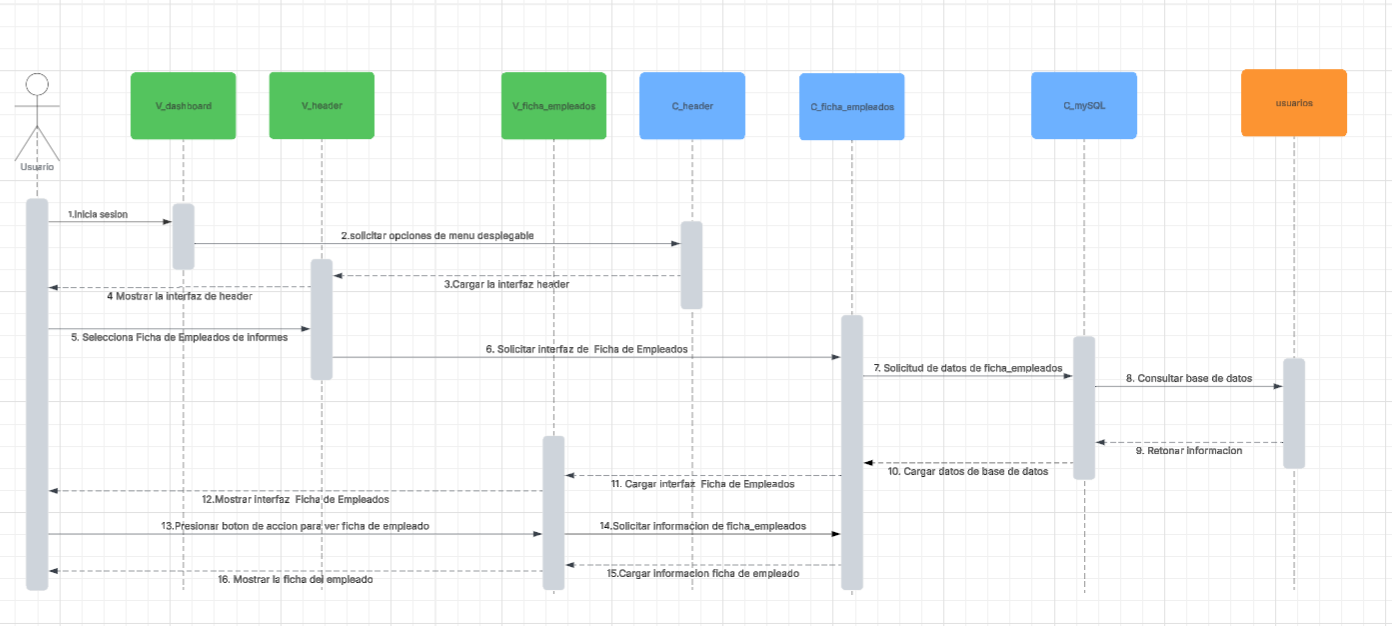 V_dashboard
V_header
V_ficha_empleados
C_header
C_ficha_empleados
C_mySQL
usuarios
Usuario
1.Inicia sesion
2.solicitar opciones de menu desplegable
3.Cargar la interfaz header
4 Mostrar la interfaz de header
5. Selecciona Ficha de Empleados de informes
6. Solicitar interfaz de Ficha de Empleados
7. Solicitud de datos de ficha_empleados
8. Consultar base de datos
9. Retonar informacion
10. Cargar datos de base de datos
11. Cargar interfaz Ficha de Empleados
12.Mostrar interfaz Ficha de Empleados
13.Presionar boton de accion para ver ficha de empleado
14.Solicitar informacion de ficha_empleados
15.Cargar informacion ficha de empleado
16. Mostrar la ficha del empleado